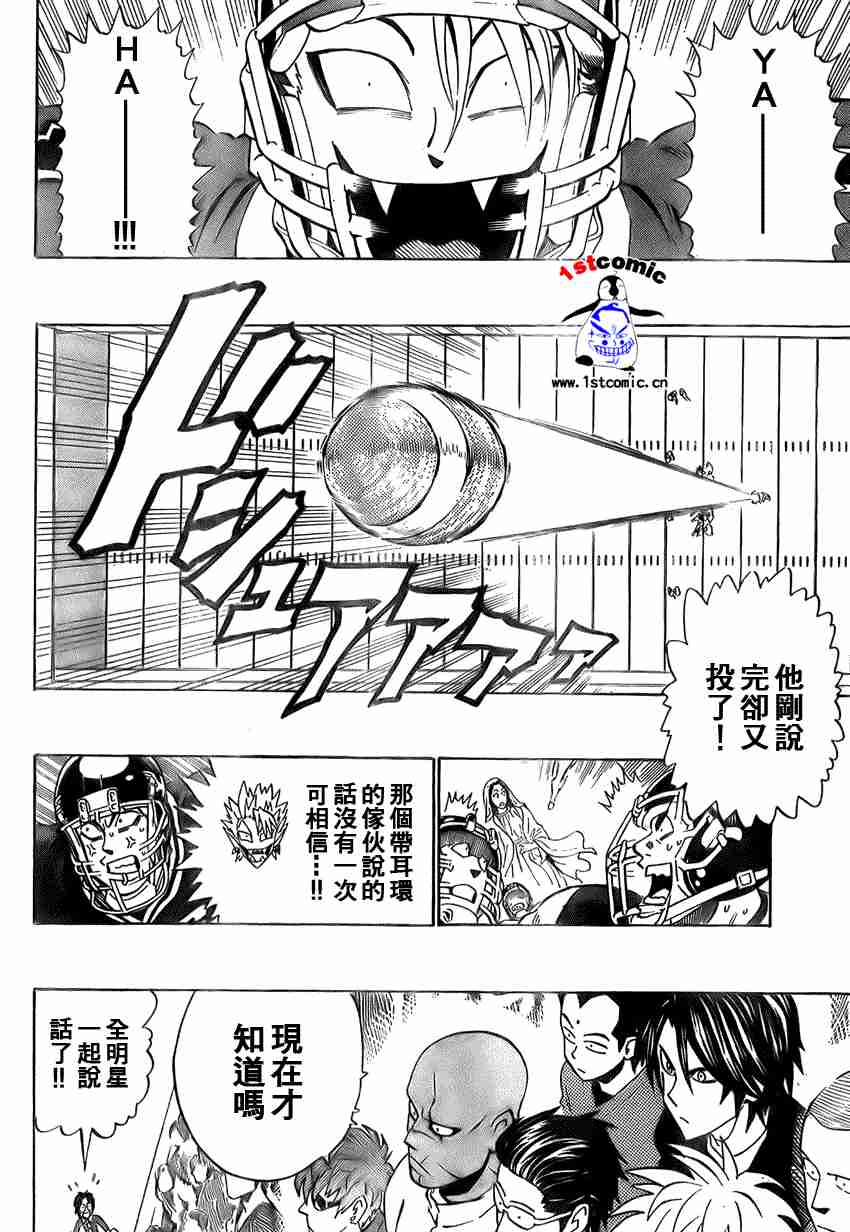 YA——
HA——!!!
1stcomic
www.1stcomic.cn
ドシュアアァァ
他剛說
完卻又
投了！
那個帶耳環
的傢伙說的
話沒有一次
可相信…!!
現在才
知道嗎
全明星
一起說
話了!!